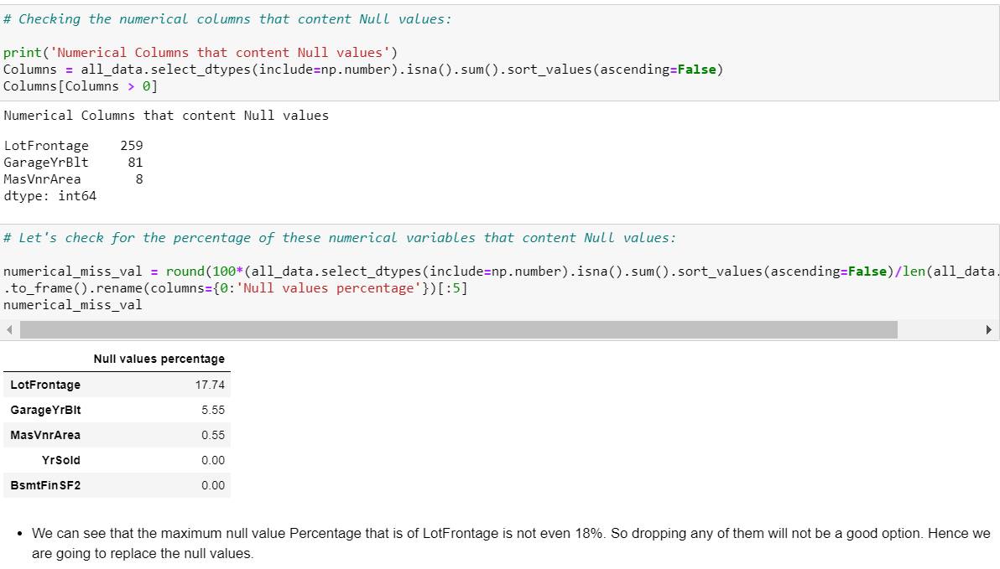 # Checking the numerical columns that content Null values:
print('Numerical Columns that content Null values')
Columns = all_data.select_dtypes(include=np.number).isna().sum().sort_values(ascending=False)
Columns[Columns > 0]
Numerical Columns that content Null values
LotFrontage    259
GarageYrBlt     81
MasVnrArea       8
dtype: int64
# Let's check for the percentage of these numerical variables that content Null values:
numerical_miss_val = round(100*(all_data.select_dtypes(include=np.number).isna().sum().sort_values(ascending=False)/len(all_data.
.to_frame().rename(columns={0:'Null values percentage'})[:5]
numerical_miss_val
Null values percentage
LotFrontage 17.74
GarageYrBlt 5.55
MasVnrArea 0.55
YrSold 0.00
BsmtFinSF2 0.00
• We can see that the maximum null value Percentage that is of LotFrontage is not even 18%. So dropping any of them will not be a good option. Hence we
are going to replace the null values.